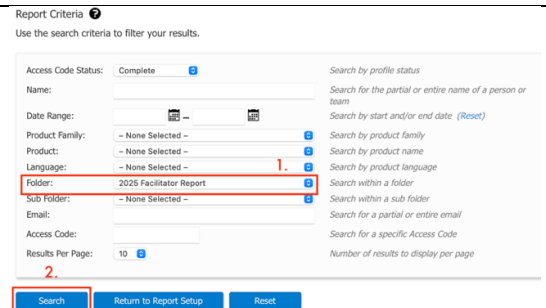 Report Criteria ?
Use the search criteria to filter your results.
Access Code Status: Complete Search by profile status
Name: Search for the partial or entire name of a person or
team
Date Range: – Search by start and/or end date (Reset)
Product Family: – None Selected – Search by product family
Product: – None Selected – Search by product name
Language: – None Selected – 1. Search by product language
Folder: 2025 Facilitator Report Search within a folder
Sub Folder: – None Selected – Search within a sub folder
Email: Search for a partial or entire email
Access Code: Search for a specific Access Code
Results Per Page: 10 Number of results to display per page
2.
Search Return to Report Setup Reset